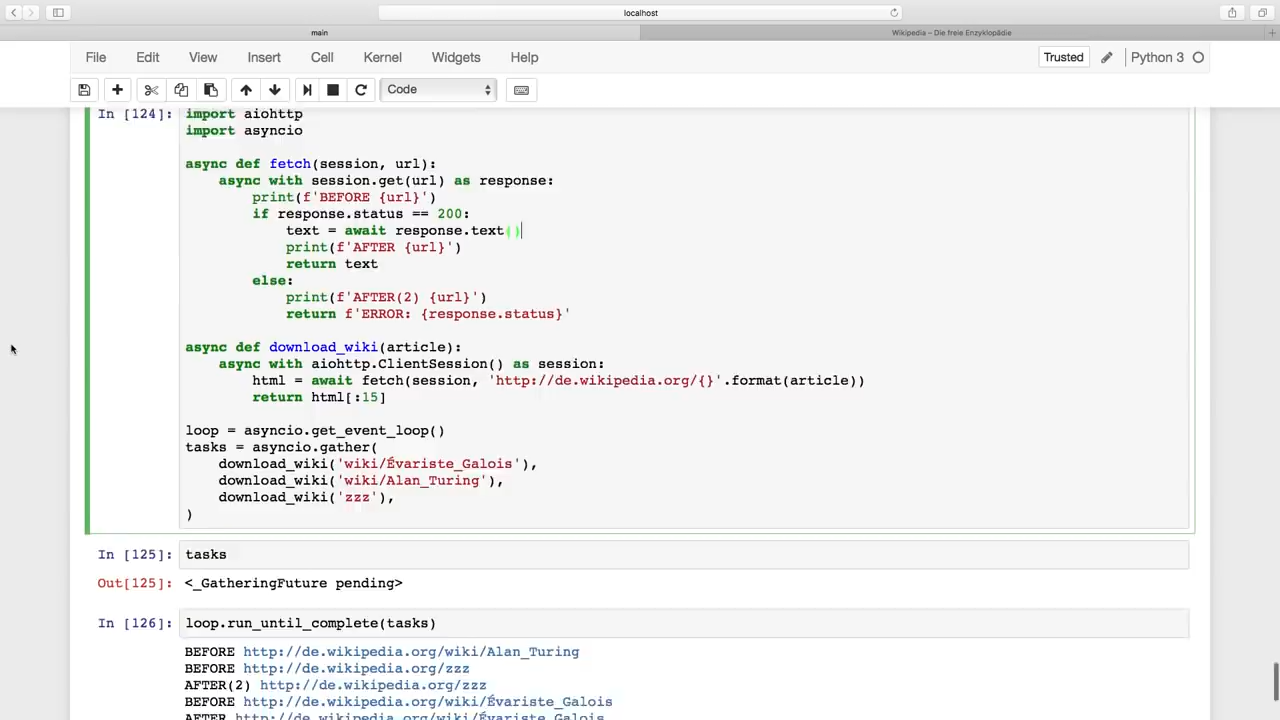 localhost
main
Wikipedia – Die freie Enzyklopädie
File Edit View Insert Cell Kernel Widgets Help
Trusted
Python 3
Code
In [124]:
import aiohttp
import asyncio
async def fetch(session, url):
async with session.get(url) as response:
print(f'BEFORE {url}')
if response.status == 200:
text = await response.text()
print(f'AFTER {url}')
return text
else:
print(f'AFTER(2) {url}')
return f'ERROR: {response.status}'
async def download_wiki(article):
async with aiohttp.ClientSession() as session:
html = await fetch(session, 'http://de.wikipedia.org/{}'.format(article))
return html[:15]
loop = asyncio.get_event_loop()
tasks = asyncio.gather(
download_wiki('wiki/Évariste_Galois'),
download_wiki('wiki/Alan_Turing'),
download_wiki('zzz'),
)
In [125]: tasks
Out[125]: <_GatheringFuture pending>
In [126]: loop.run_until_complete(tasks)
BEFORE http://de.wikipedia.org/wiki/Alan_Turing
BEFORE http://de.wikipedia.org/zzz
AFTER(2) http://de.wikipedia.org/zzz
BEFORE http://de.wikipedia.org/wiki/Évariste_Galois
AFTER http://de.wikipedia.org/wiki/Évariste_Galois